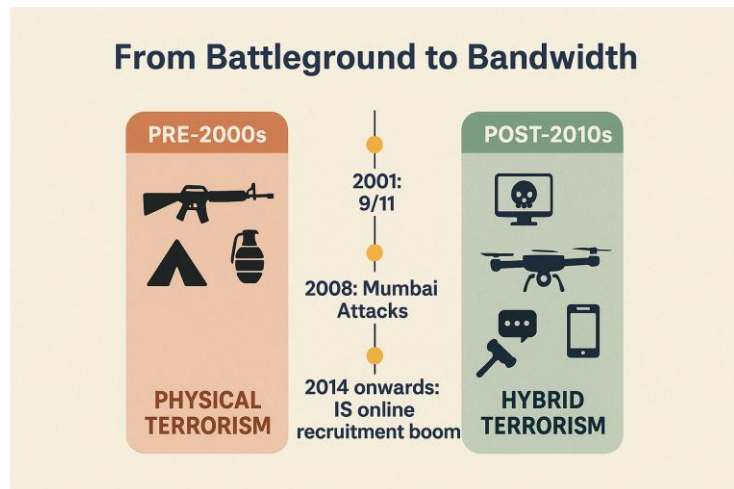 From Battleground to Bandwidth
PRE-2000s
PHYSICAL
TERRORISM
2001:
9/11
2008: Mumbai
Attacks
2014 onwards:
IS online
recruitment boom
POST-2010s
HYBRID
TERRORISM